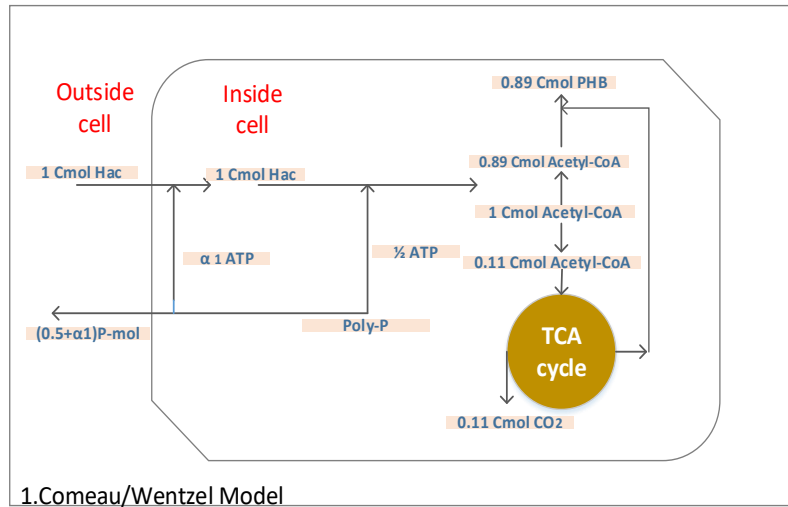 Outside
cell
Inside
cell
0.89 Cmol PHB
1 Cmol Hac
1 Cmol Hac
0.89 Cmol Acetyl-CoA
1 Cmol Acetyl-CoA
α 1 ATP
½ ATP
0.11 Cmol Acetyl-CoA
(0.5+α1)P-mol
Poly-P
TCA
cycle
0.11 Cmol CO2
1.Comeau/Wentzel Model